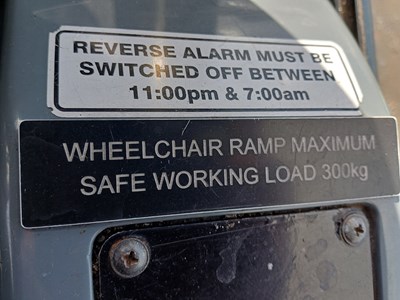 REVERSE ALARM MUST BE
SWITCHED OFF BETWEEN
11:00pm & 7:00am
WHEELCHAIR RAMP MAXIMUM
SAFE WORKING LOAD 300kg